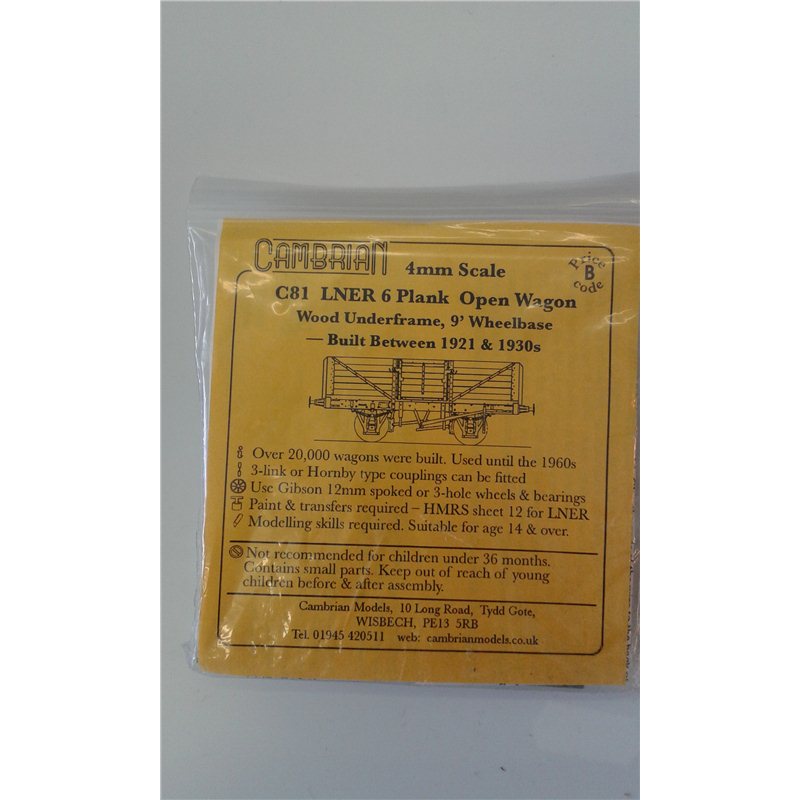 CAMBRIAN 4mm Scale
Price B code
C81 LNER 6 Plank Open Wagon
Wood Underframe, 9' Wheelbase
— Built Between 1921 & 1930s
Over 20,000 wagons were built. Used until the 1960s
3-link or Hornby type couplings can be fitted
Use Gibson 12mm spoked or 3-hole wheels & bearings
Paint & transfers required – HMRS sheet 12 for LNER
Modelling skills required. Suitable for age 14 & over.
Not recommended for children under 36 months.
Contains small parts. Keep out of reach of young
children before & after assembly.
Cambrian Models, 10 Long Road, Tydd Gote,
WISBECH, PE13 5RB
Tel. 01945 420511 web: cambrianmodels.co.uk